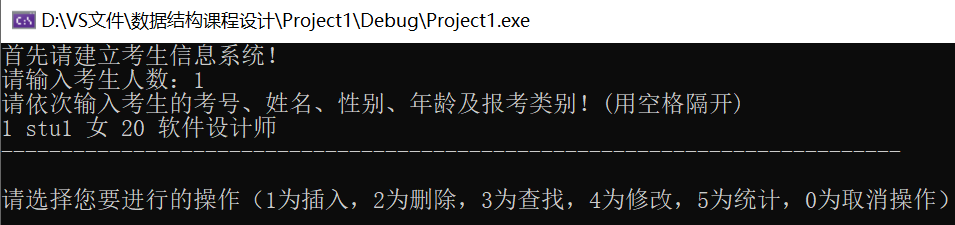 D:\VS文件\数据结构课程设计\Project1\Debug\Project1.exe
首先请建立考生信息系统!
请输入考生人数: 1
请依次输入考生的考号、姓名、性别、年龄及报考类别! (用空格隔开)
1 stu1 女 20 软件设计师
---------------------------------------------------------------------------
请选择您要进行的操作（1为插入，2为删除，3为查找，4为修改，5为统计，0为取消操作）